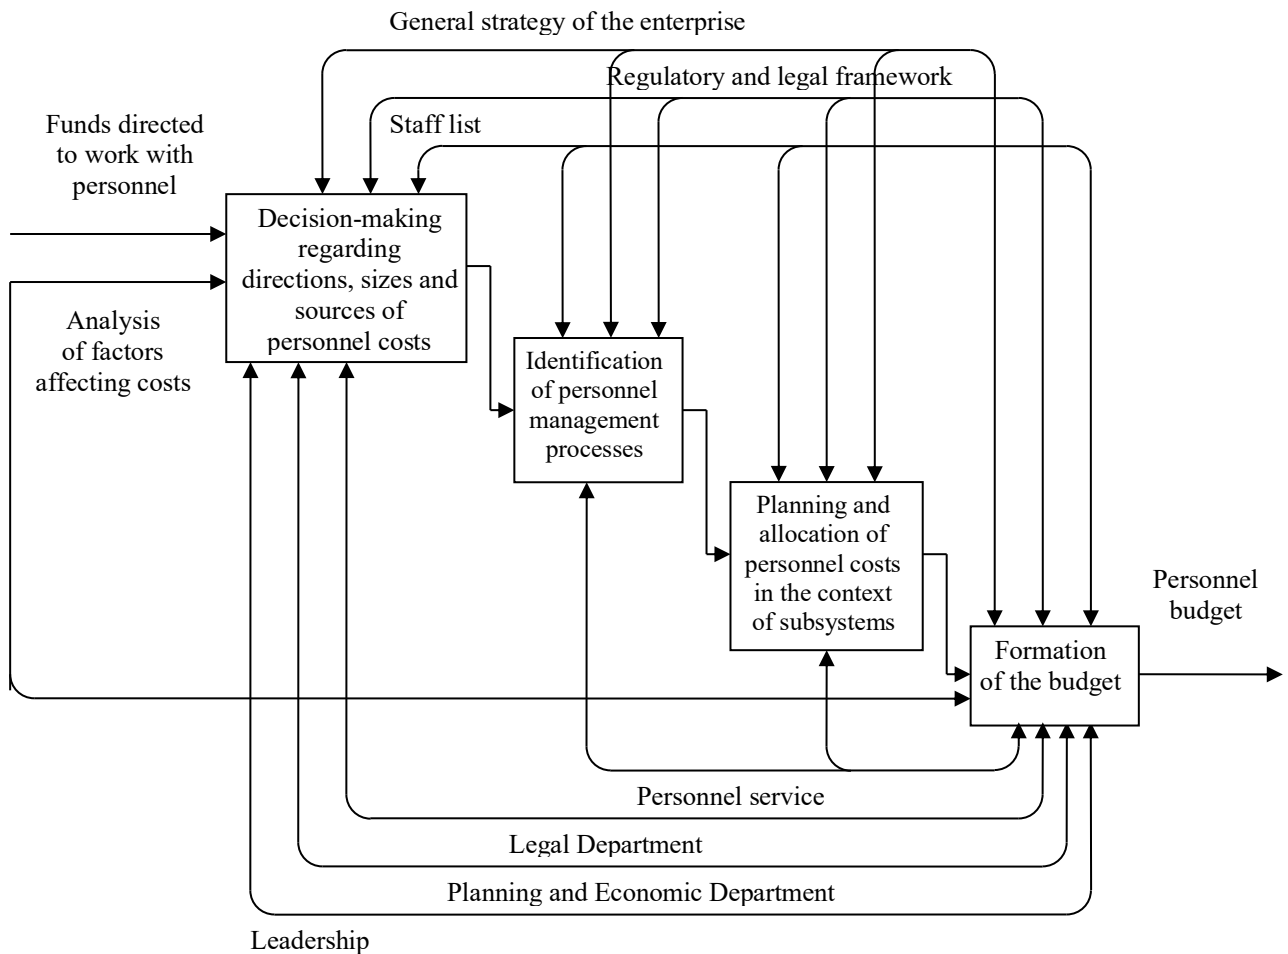 General strategy of the enterprise
Regulatory and legal framework
Staff list
Funds directed
to work with
personnel
Decision-making
regarding
directions, sizes and
sources of
personnel costs
Analysis
of factors
affecting costs
Identification
of personnel
management
processes
Planning and
allocation of
personnel costs
in the context
of subsystems
Personnel
budget
Formation
of the budget
Personnel service
Legal Department
Planning and Economic Department
Leadership